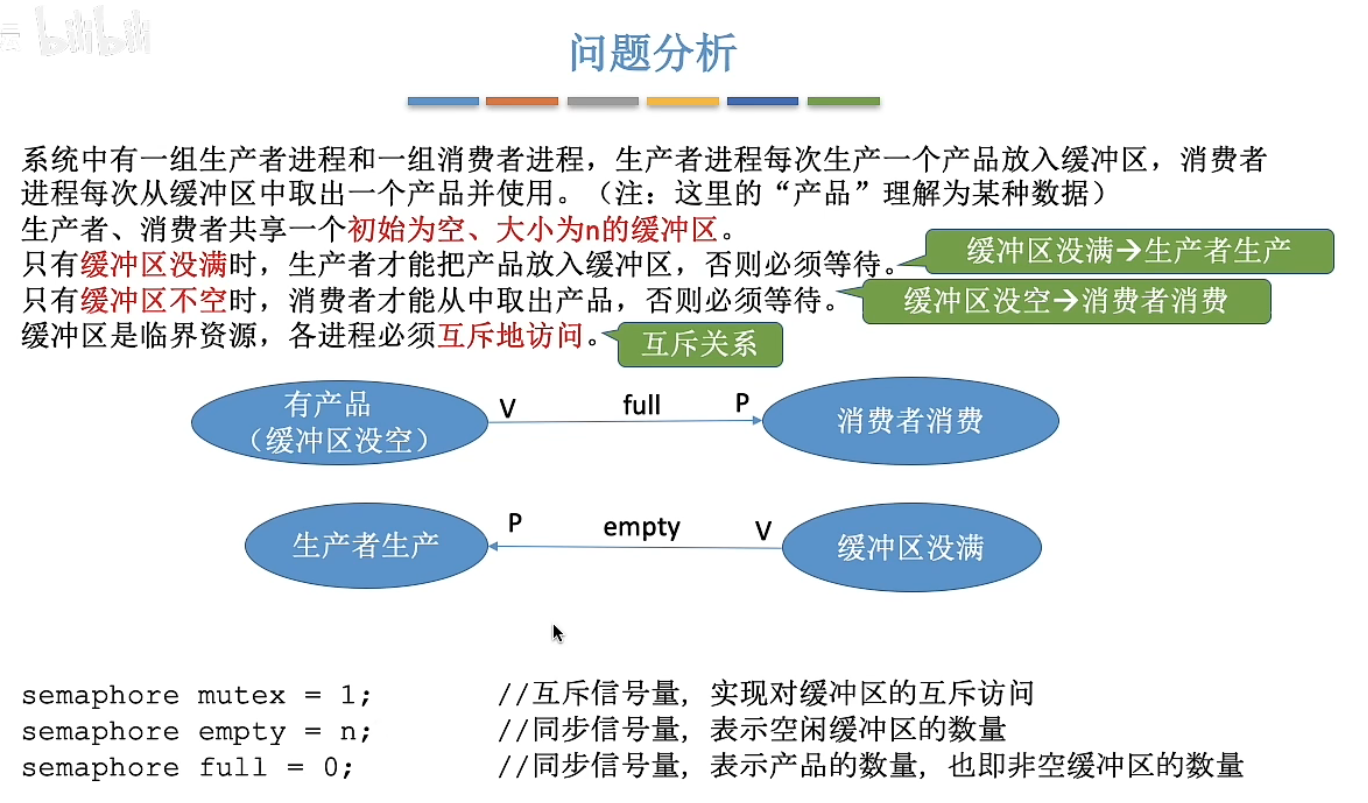 bilibili
问题分析
系统中有一组生产者进程和一组消费者进程，生产者进程每次生产一个产品放入缓冲区，消费者
进程每次从缓冲区中取出一个产品并使用。（注：这里的“产品”理解为某种数据）
生产者、消费者共享一个初始为空、大小为n的缓冲区。
只有缓冲区没满时，生产者才能把产品放入缓冲区，否则必须等待。
缓冲区没满→生产者生产
只有缓冲区不空时，消费者才能从中取出产品，否则必须等待。
缓冲区没空→消费者消费
缓冲区是临界资源，各进程必须互斥地访问。
互斥关系
有产品
（缓冲区没空）
V full P
消费者消费
生产者生产
P empty V
缓冲区没满
semaphore mutex = 1; //互斥信号量，实现对缓冲区的互斥访问
semaphore empty = n; //同步信号量，表示空闲缓冲区的数量
semaphore full = 0; //同步信号量，表示产品的数量，也即非空缓冲区的数量